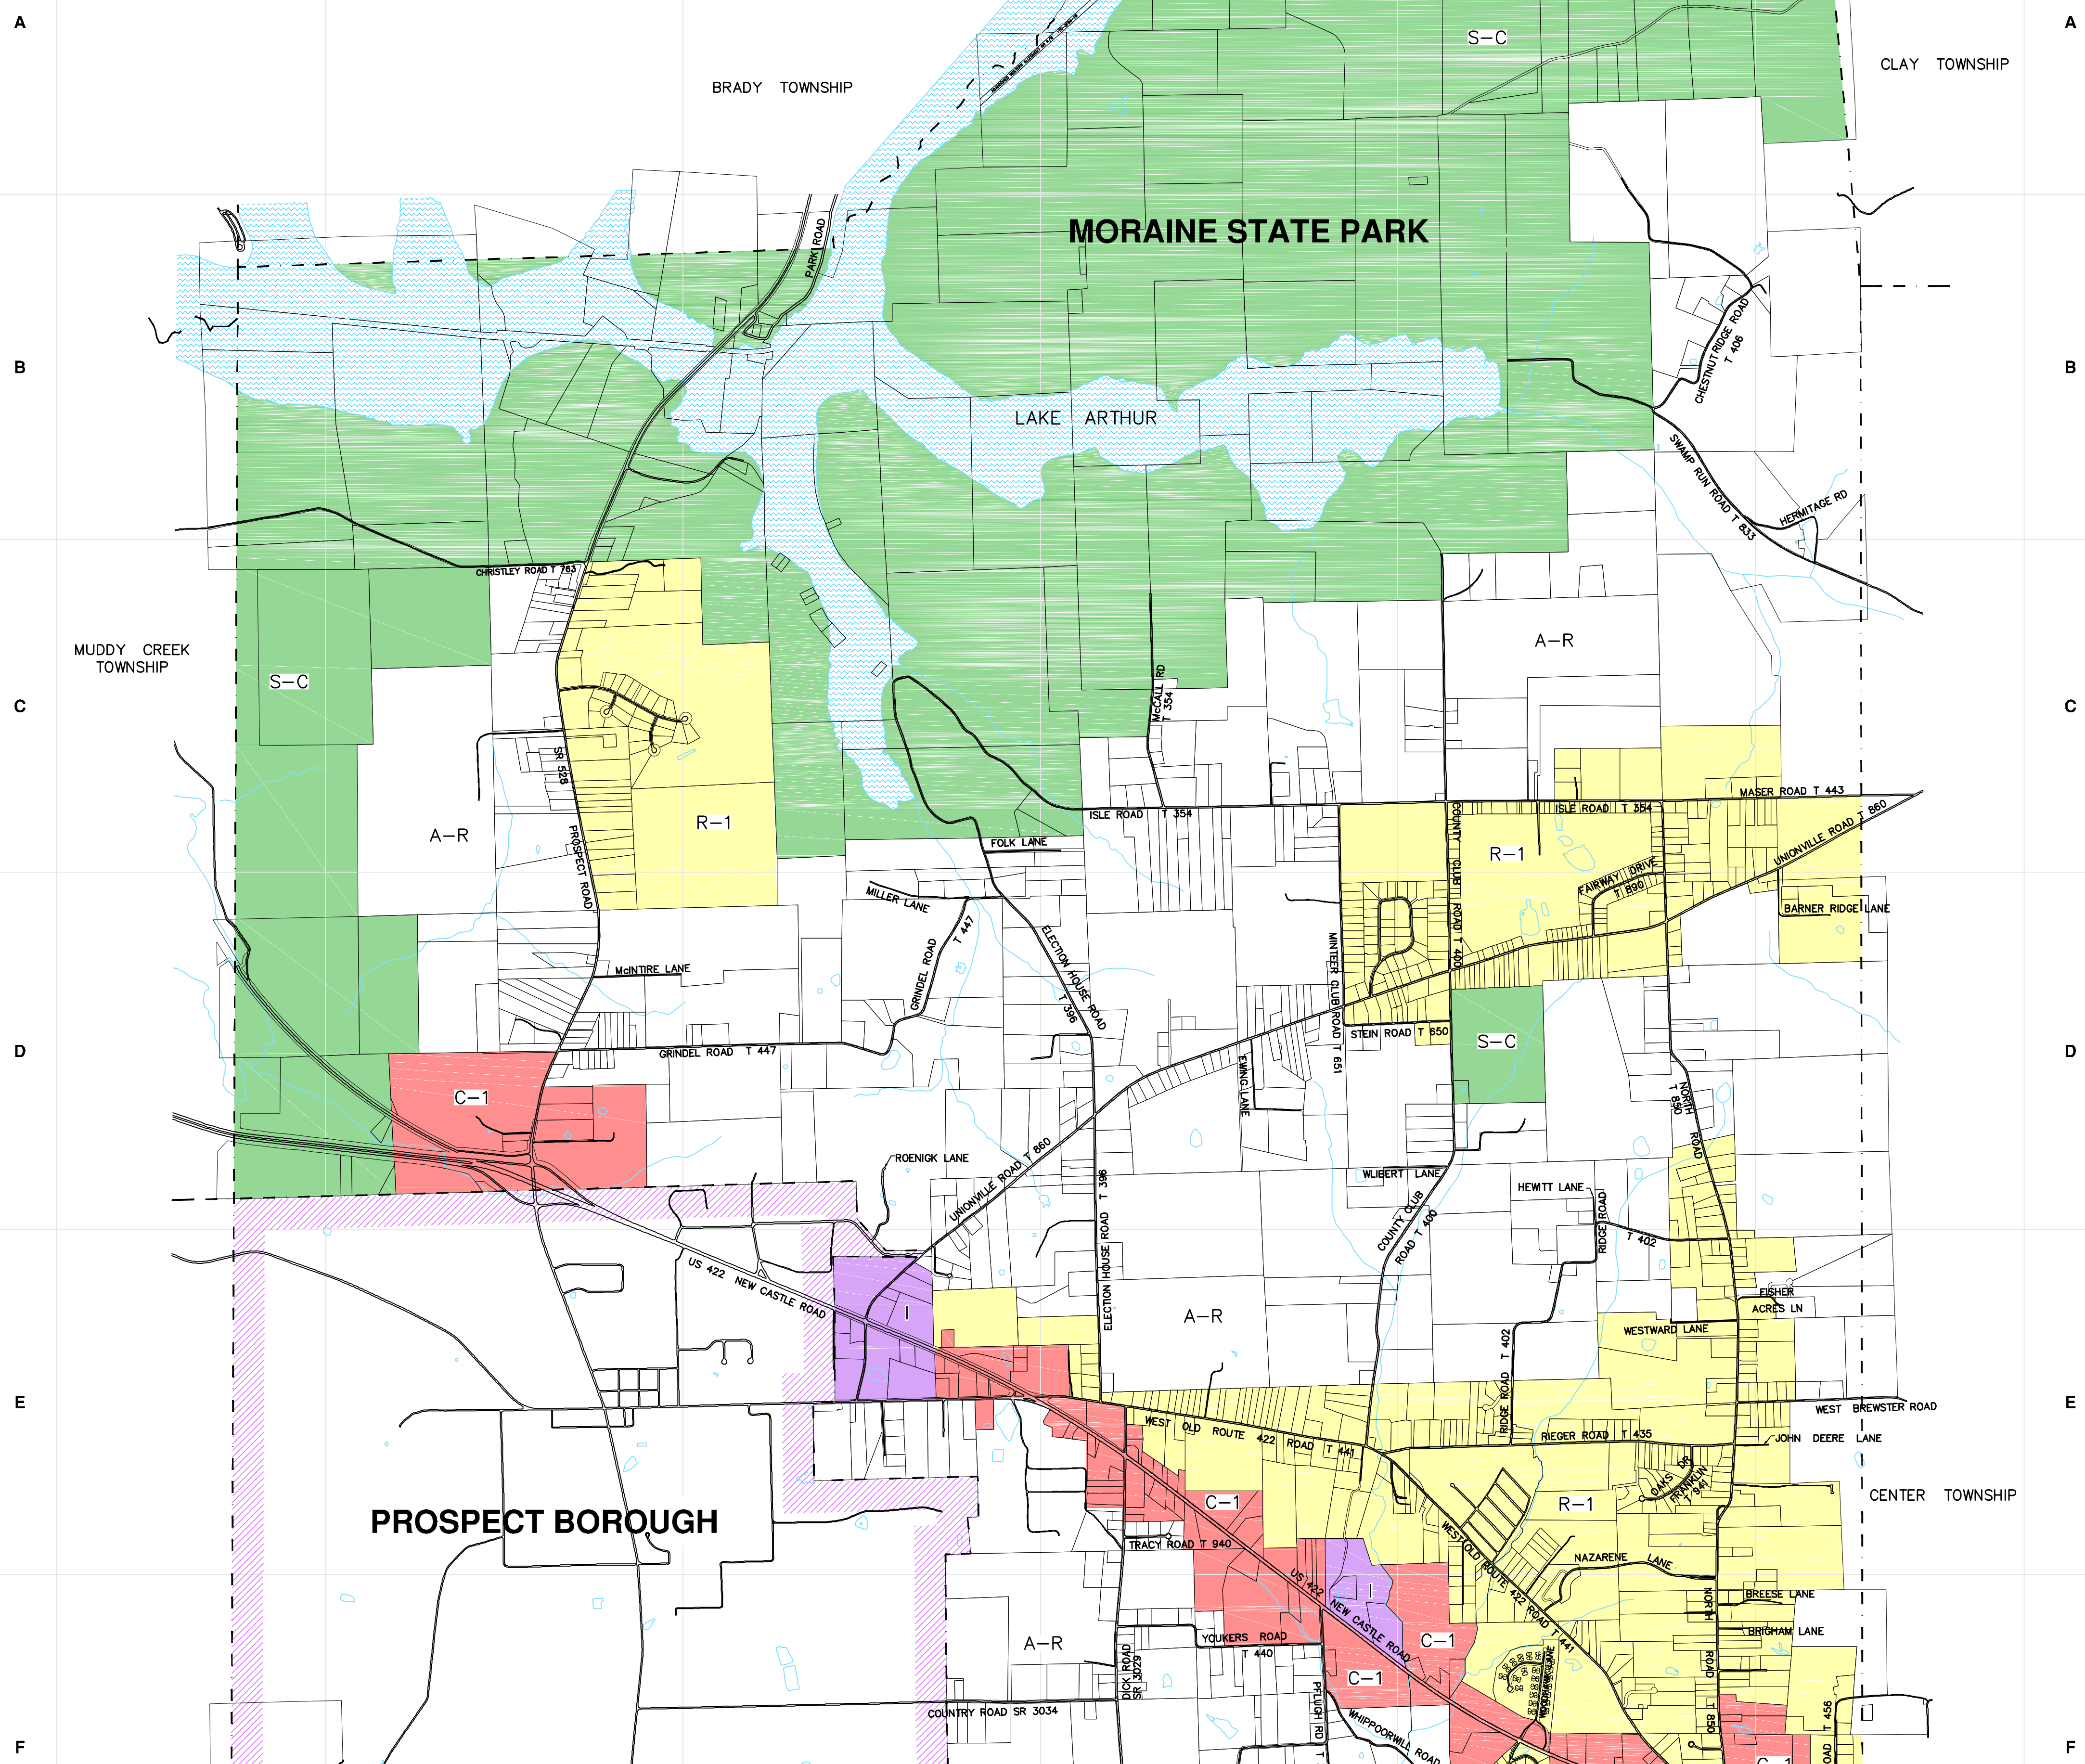 A
A
S-C
CLAY TOWNSHIP
BRADY TOWNSHIP
MORAINE STATE PARK
PARK ROAD
CHESTNUT RIDGE ROAD
T 406
B
B
LAKE ARTHUR
SWAMP RUN ROAD T 833
HERMITAGE RD
CHRISTLEY ROAD T 763
A-R
MUDDY CREEK
TOWNSHIP
S-C
McCALL RD
T 354
C
C
SR 528
PROSPECT ROAD
A-R
R-1
ISLE ROAD T 354
ISLE ROAD T 354
MASER ROAD T 443
UNIONVILLE ROAD T 860
COUNTY CLUB ROAD T 400
R-1
FOLK LANE
FAIRWAY DRIVE
T 890
MILLER LANE
BARNER RIDGE LANE
GRINDEL ROAD
T 447
ELECTION HOUSE ROAD
T 396
MINTEER CLUB ROAD T 651
McINTIRE LANE
STEIN ROAD T 650
D
D
GRINDEL ROAD T 447
S-C
C-1
EWING LANE
NORTH ROAD
T 850
ROENIGK LANE
UNIONVILLE ROAD T 860
WLIBERT LANE
HEWITT LANE
RIDGE ROAD
T 402
COUNTY CLUB
ROAD T 400
ELECTION HOUSE ROAD T 396
US 422 NEW CASTLE ROAD
I
A-R
FISHER
ACRES LN
WESTWARD LANE
RIDGE ROAD T 402
E
E
WEST BREWSTER ROAD
WEST OLD ROUTE 422 ROAD T 441
RIEGER ROAD T 435
JOHN DEERE LANE
OAKS DR
FRANKLIN
T 941
C-1
R-1
CENTER TOWNSHIP
PROSPECT BOROUGH
TRACY ROAD T 940
WEST OLD ROUTE 422 ROAD T 441
NAZARENE LANE
US 422 NEW CASTLE ROAD
I
NORTH ROAD T 850
BREESE LANE
BRIGHAM LANE
A-R
YOUKERS ROAD
T 440
C-1
C-1
DICK ROAD
SR 3029
COUNTRY ROAD SR 3034
PFLUGH RD T
WHIPPOORWILL ROAD
OAD T 456
F
F
C-1